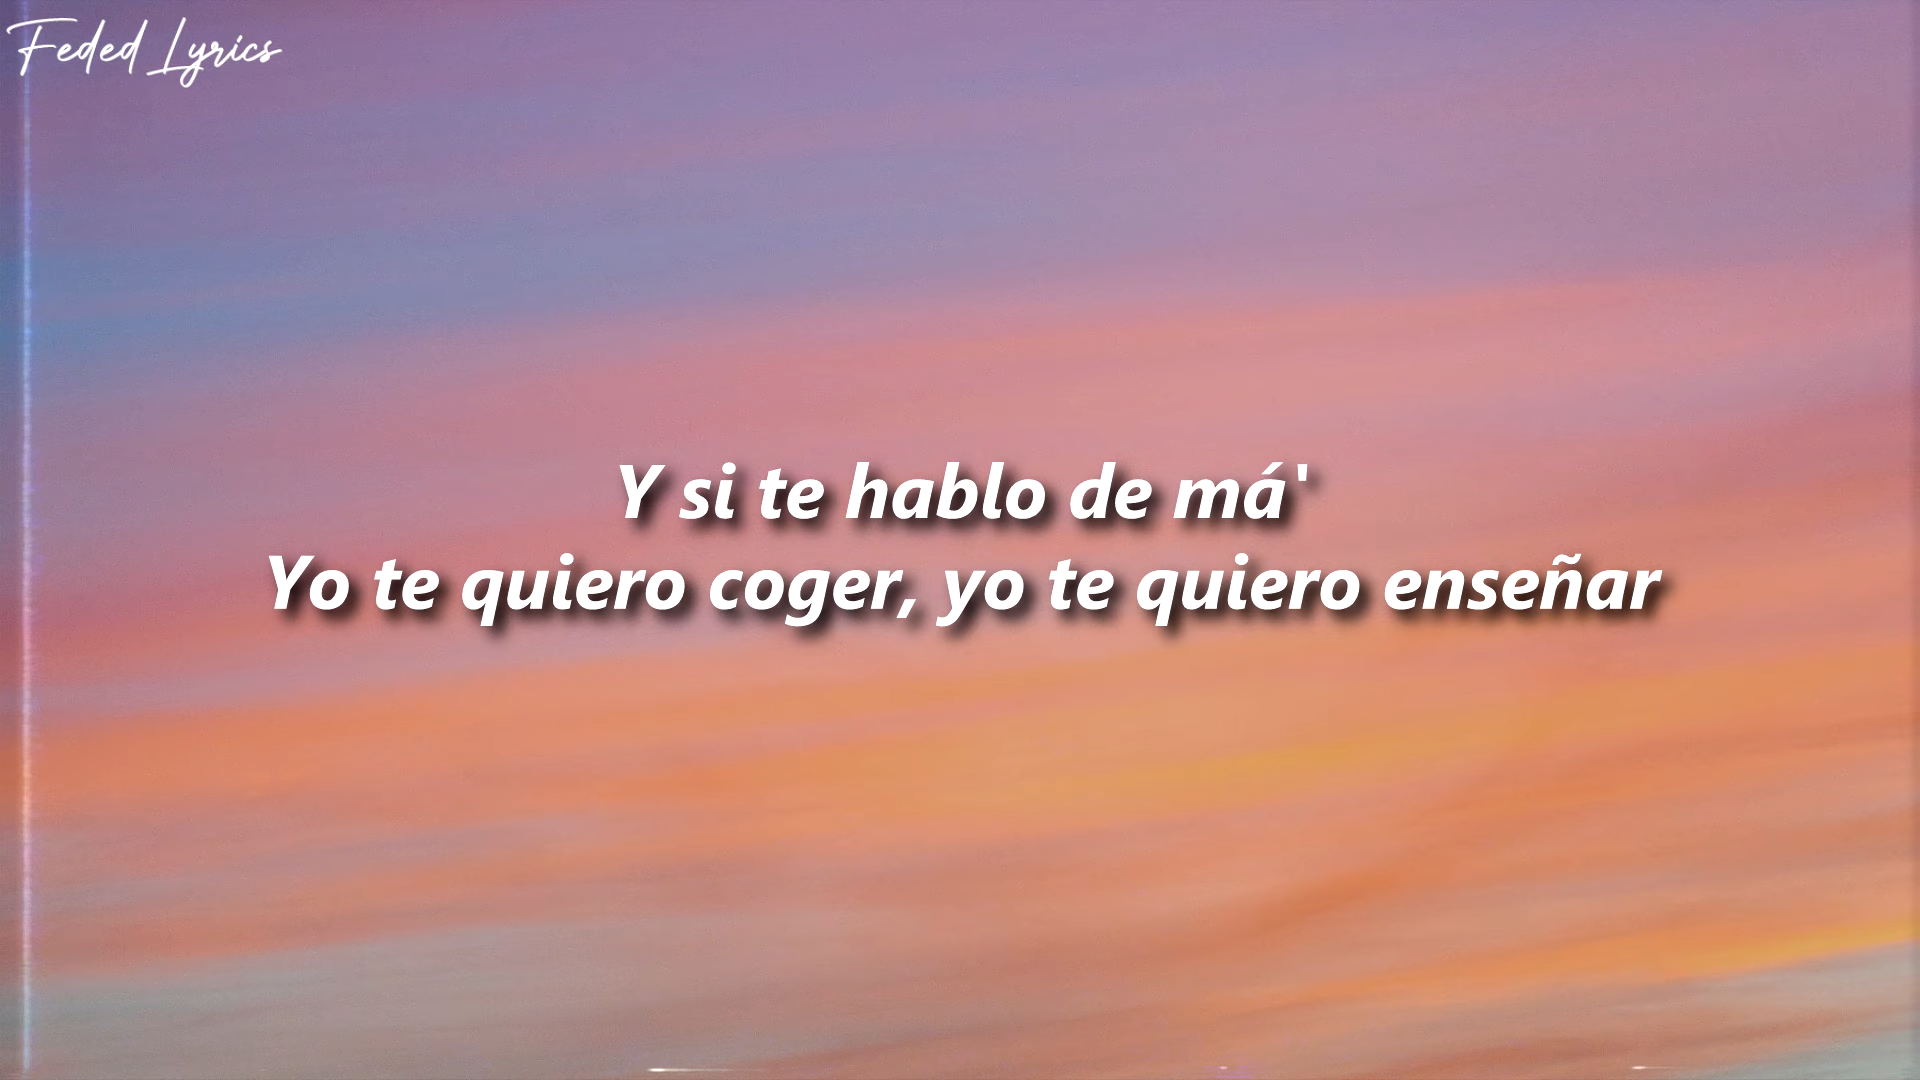 Feded Lyrics
Y si te hablo de má'
Yo te quiero coger, yo te quiero enseñar